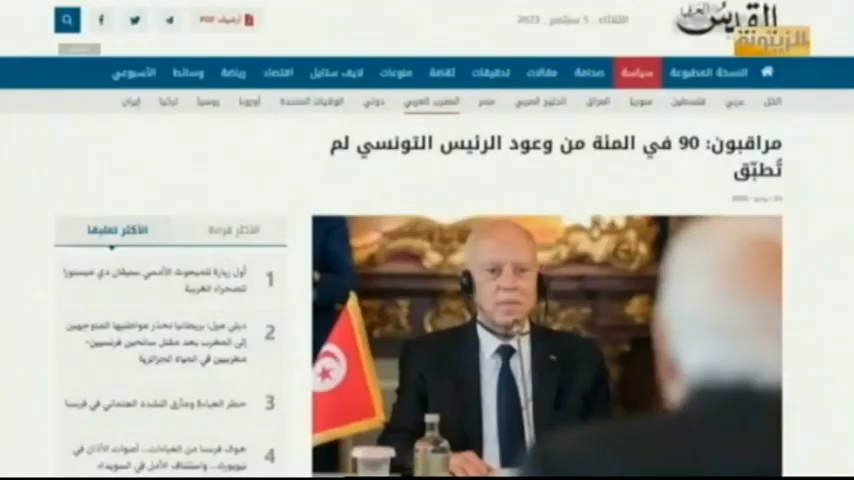 القدس العربي
الزيتونة
الثلاثاء . 5 سبتمبر . 2023
أرشيف PDF
النسخة المطبوعة
سياسة
صحافة
مقالات
تحقيقات
ثقافة
منوعات
لايف ستايل
اقتصاد
رياضة
وسائط
الأسبوعي
الكل
عربي
فلسطين
سوريا
العراق
الخليج العربي
مصر
المغرب العربي
دولي
الولايات المتحدة
أوروبا
روسيا
تركيا
إيران
مراقبون: 90 في المئة من وعود الرئيس التونسي لم
تُطبّق
الأكثر قراءة
الأكثر تعليقا
1
أول زيارة للمبعوث الأممي ستيفان دي ميستورا
للصحراء الغربية
2
ديلي ميل: بريطانيا تحذر مواطنيها المتوجهين
إلى المغرب بعد مقتل سائحين فرنسيين-
مغربيين في المياه الجزائرية
3
حظر العباءة ومأزق التشدد العلماني في فرنسا
4
خوف فرنسا من العباءات... أصوات الأذان في
نيويورك... واستئناف الأمل في السويداء